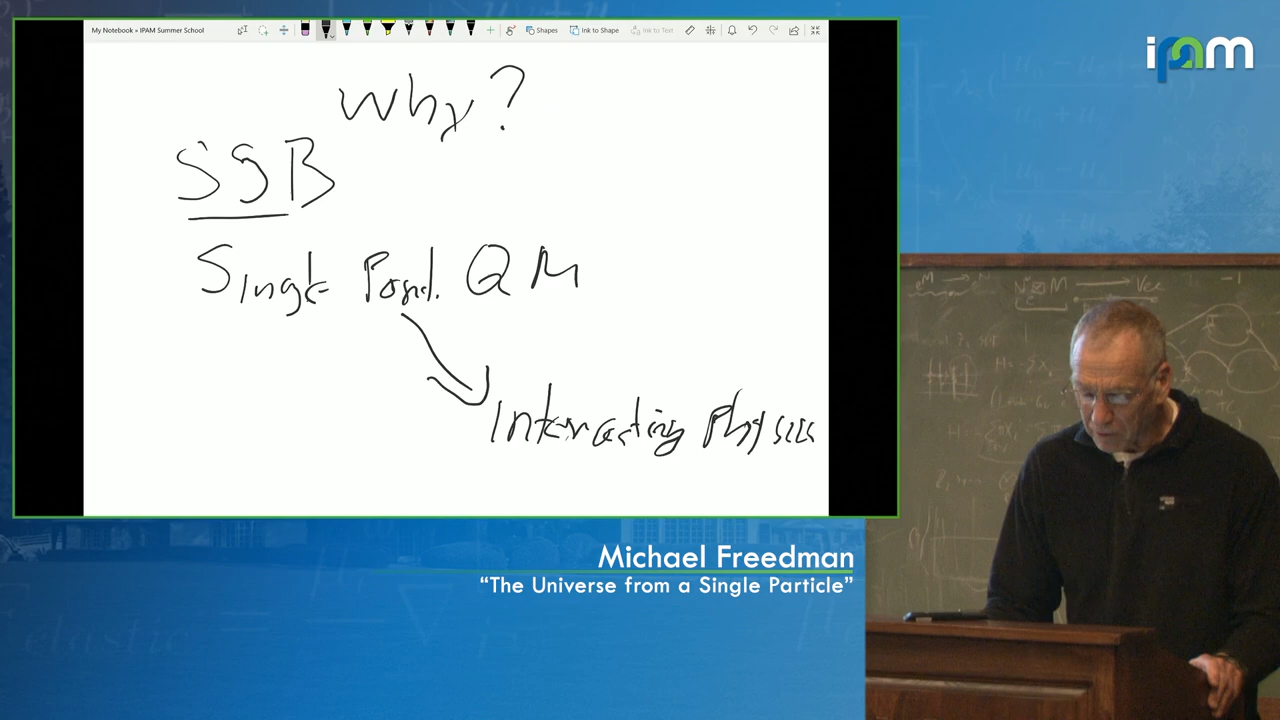 My Notebook » IPAM Summer School
Shapes
Ink to Shape
Ink to Text
Why?
SSB
Single Part. QM
Interacting Physics
ipam
Michael Freedman
“The Universe from a Single Particle”